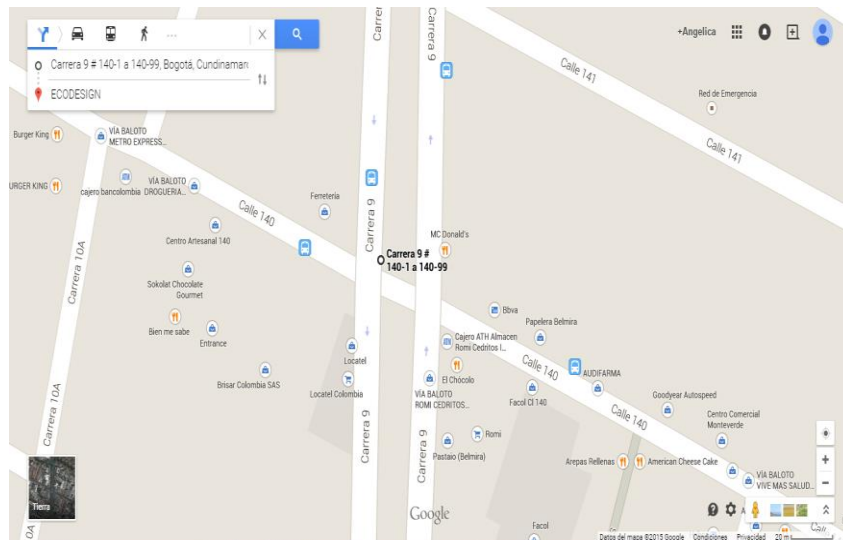 Carrera 9 # 140-1 a 140-99, Bogotá, Cundinamar
ECODESIGN
+Angelica
Carrera 9
Carrera 9
Calle 141
Red de Emergencia
Calle 141
Burger King
VÍA BALOTO
METRO EXPRESS...
URGER KING
cajero bancolombia
VÍA BALOTO
DROGUERIA...
Calle 140
Ferretería
Centro Artesanal 140
Carrera 9
MC Donald's
Carrera 9 #
140-1 a 140-99
Carrera 10A
Sokolat Chocolate
Gourmet
Bien me sabe
Entrance
Bbva
Papelera Belmira
Cajero ATH Almacen
Romi Cedritos I...
Locatel
Brisar Colombia SAS
Locatel Colombia
El Chócolo
VÍA BALOTO
ROMI CEDRITOS...
Calle 140
AUDIFARMA
Facol Cl 140
Goodyear Autospeed
Calle 140
Centro Comercial
Monteverde
Carrera 10A
Carrera 9
Carrera 9
Romi
Pastaio (Belmira)
Arepas Rellenas
American Cheese Cake
VÍA BALOTO
VIVE MAS SALUD...
Tierra
Google
Facol
0A
A
Call
Datos del mapa ©2015 Google
Condiciones
Privacidad
20 m